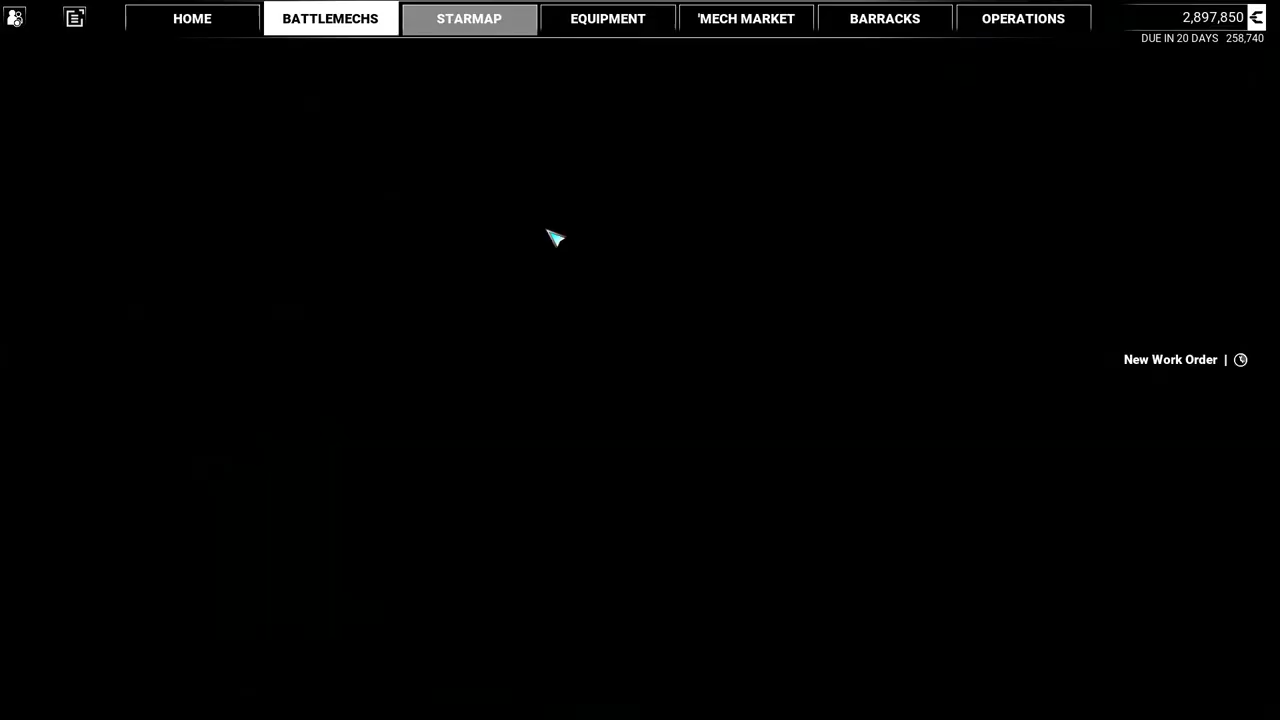 HOME BATTLEMECHS STARMAP EQUIPMENT 'MECH MARKET BARRACKS OPERATIONS 2,897,850
DUE IN 20 DAYS 258,740
New Work Order |